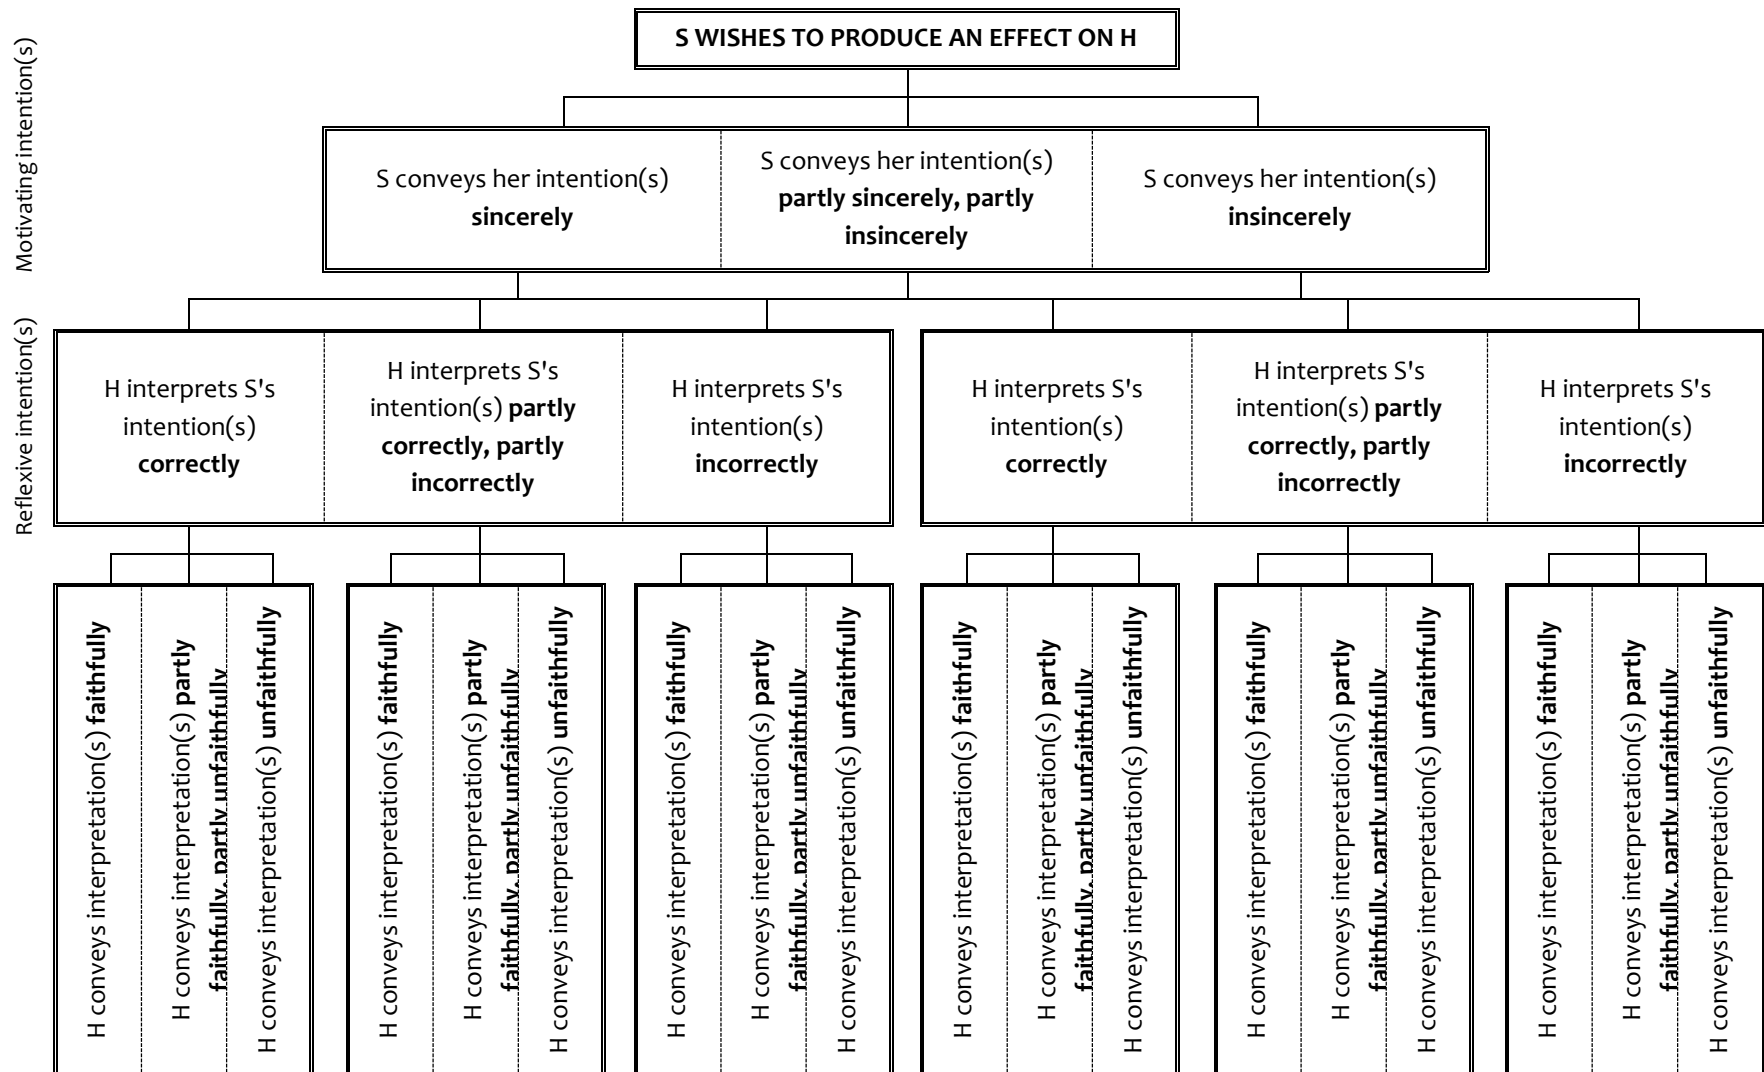 S WISHES TO PRODUCE AN EFFECT ON H
Motivating intention(s)
S conveys her intention(s)
sincerely
S conveys her intention(s)
partly sincerely, partly
insincerely
S conveys her intention(s)
insincerely
Reflexive intention(s)
H interprets S's
intention(s)
correctly
H interprets S's
intention(s) partly
correctly, partly
incorrectly
H interprets S's
intention(s)
incorrectly
H interprets S's
intention(s)
correctly
H interprets S's
intention(s) partly
correctly, partly
incorrectly
H interprets S's
intention(s)
incorrectly
H conveys interpretation(s) faithfully
H conveys interpretation(s) partly
faithfully, partly unfaithfully
H conveys interpretation(s) unfaithfully
H conveys interpretation(s) faithfully
H conveys interpretation(s) partly
faithfully, partly unfaithfully
H conveys interpretation(s) unfaithfully
H conveys interpretation(s) faithfully
H conveys interpretation(s) partly
faithfully, partly unfaithfully
H conveys interpretation(s) unfaithfully
H conveys interpretation(s) faithfully
H conveys interpretation(s) partly
faithfully, partly unfaithfully
H conveys interpretation(s) unfaithfully
H conveys interpretation(s) faithfully
H conveys interpretation(s) partly
faithfully, partly unfaithfully
H conveys interpretation(s) unfaithfully
H conveys interpretation(s) faithfully
H conveys interpretation(s) partly
faithfully, partly unfaithfully
H conveys interpretation(s) unfaithfully